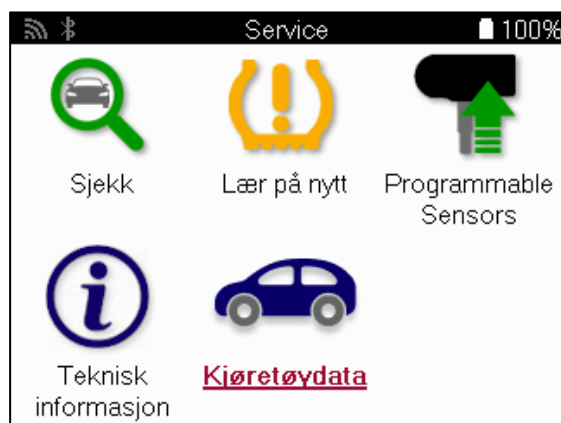 Service
100%
Sjekk
Lær på nytt
Programmable
Sensors
Teknisk
informasjon
Kjøretøydata